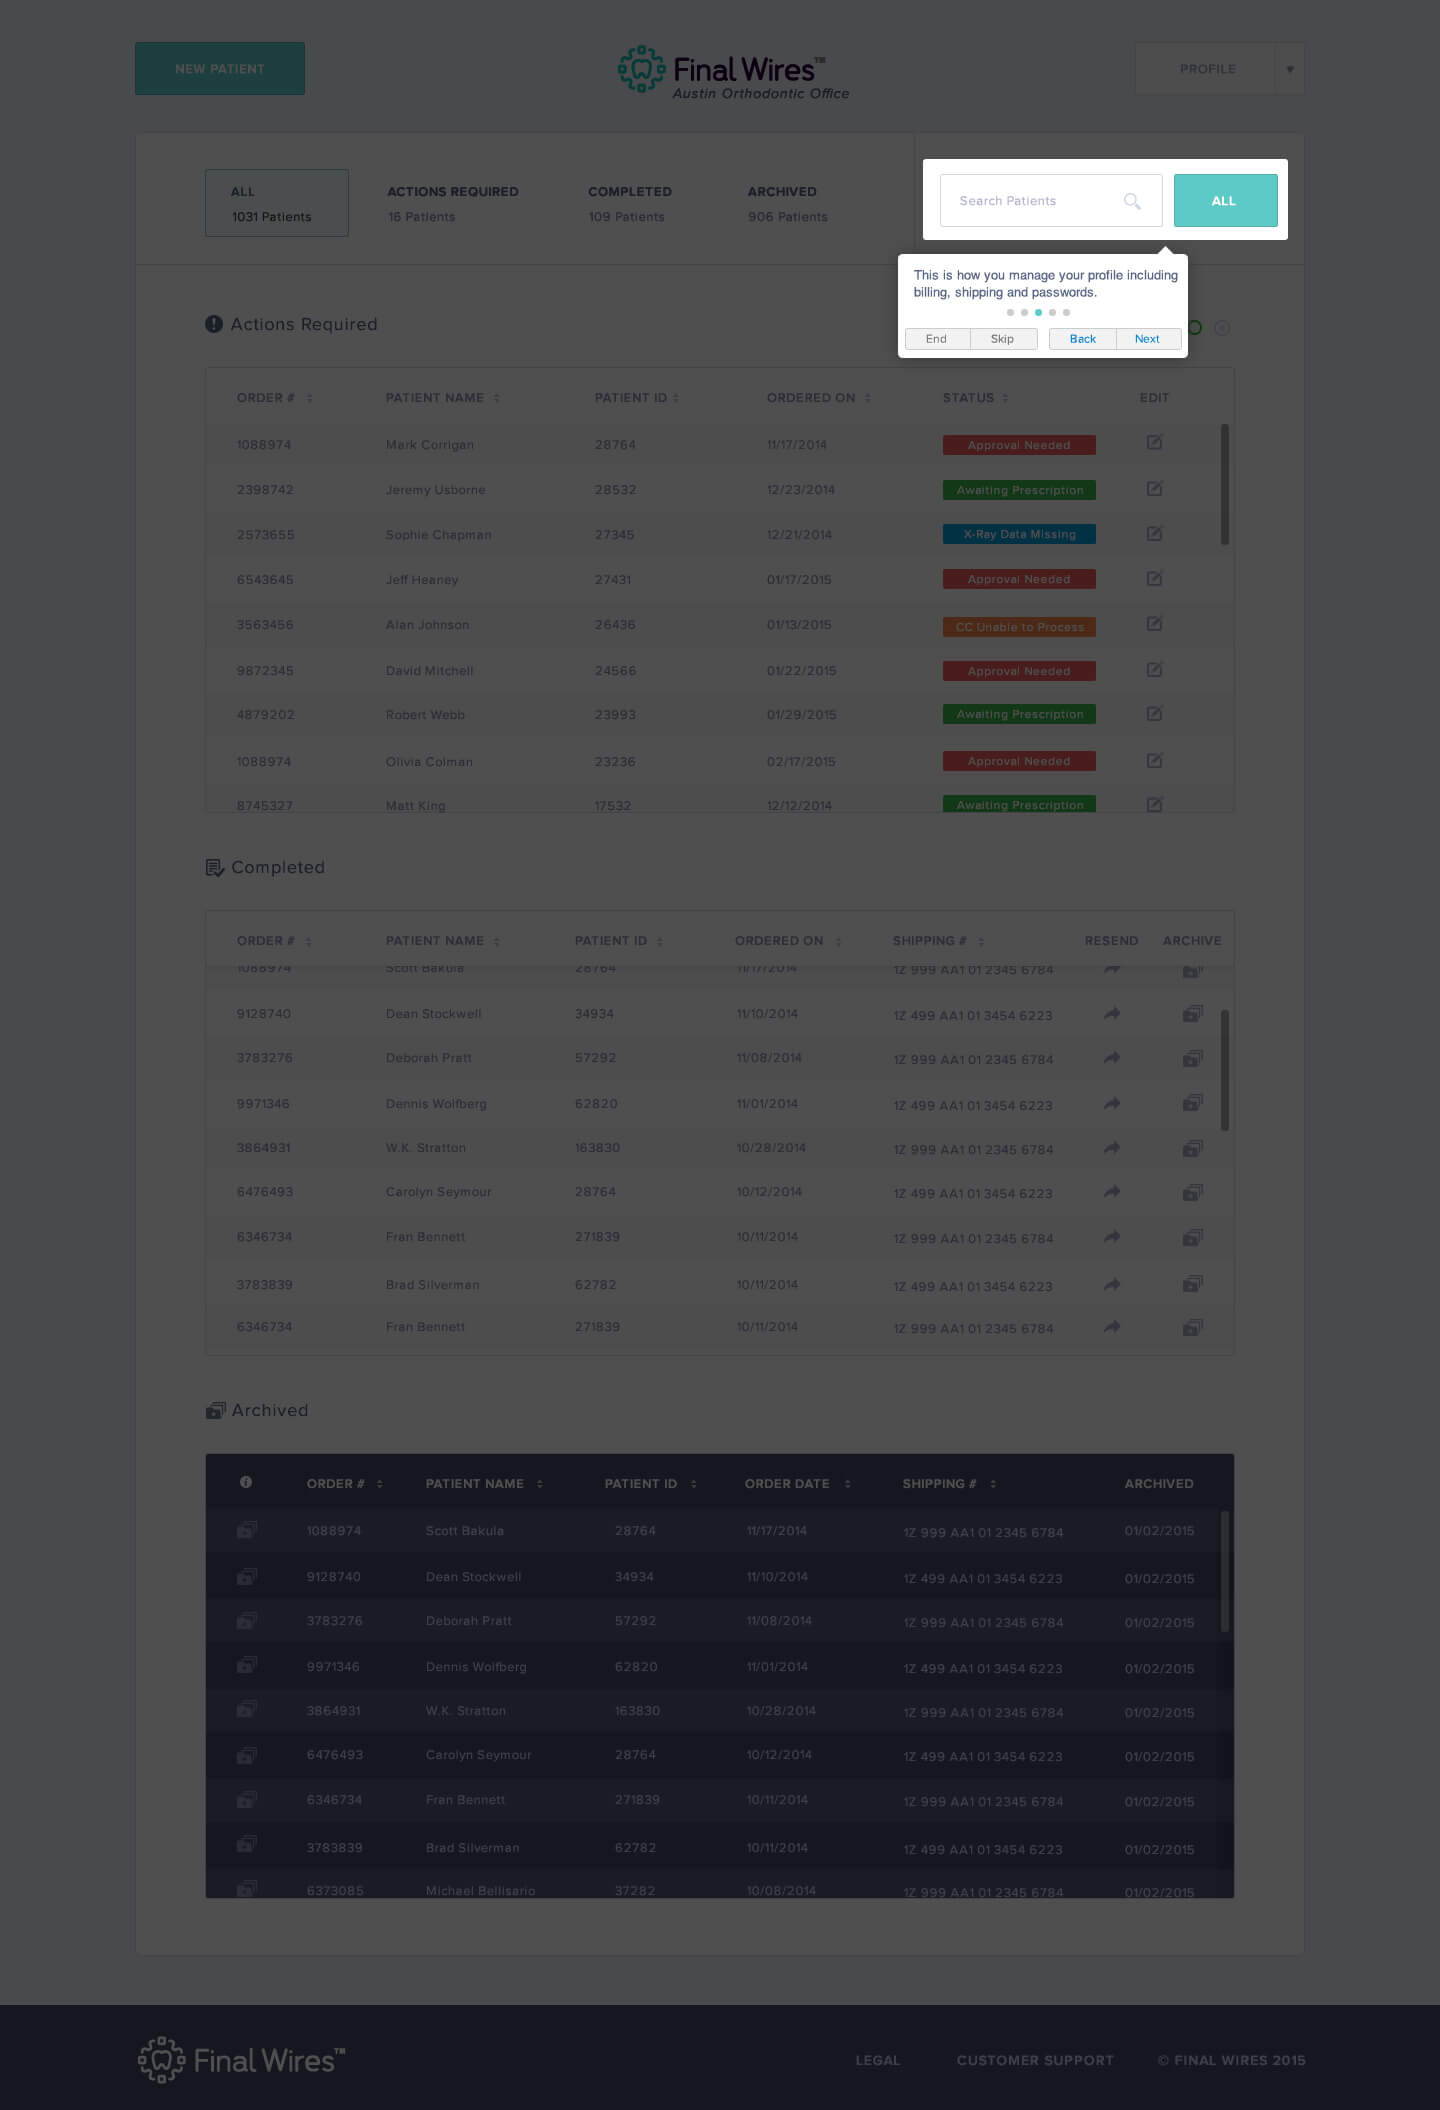 NEW PATIENT
Final Wires™
Austin Orthodontic Office
PROFILE
ALL
1031 Patients
ACTIONS REQUIRED
16 Patients
COMPLETED
109 Patients
ARCHIVED
906 Patients
Search Patients
ALL
This is how you manage your profile including
billing, shipping and passwords.
End Skip Back Next
Actions Required
ORDER # PATIENT NAME PATIENT ID ORDERED ON STATUS EDIT
1088974 Mark Corrigan 28764 11/17/2014 Approval Needed
2398742 Jeremy Usborne 28532 12/23/2014 Awaiting Prescription
2573655 Sophie Chapman 27345 12/21/2014 X-Ray Data Missing
6543645 Jeff Heaney 27431 01/17/2015 Approval Needed
3563456 Alan Johnson 26436 01/13/2015 CC Unable to Process
9872345 David Mitchell 24566 01/22/2015 Approval Needed
4879202 Robert Webb 23993 01/29/2015 Awaiting Prescription
1088974 Olivia Colman 23236 02/17/2015 Approval Needed
8745327 Matt King 17532 12/12/2014 Awaiting Prescription
Completed
ORDER # PATIENT NAME PATIENT ID ORDERED ON SHIPPING # RESEND ARCHIVE
1088974 Scott Bakula 28764 11/17/2014 1Z 999 AA1 01 2345 6784
9128740 Dean Stockwell 34934 11/10/2014 1Z 499 AA1 01 3454 6223
3783276 Deborah Pratt 57292 11/08/2014 1Z 999 AA1 01 2345 6784
9971346 Dennis Wolfberg 62820 11/01/2014 1Z 499 AA1 01 3454 6223
3864931 W.K. Stratton 163830 10/28/2014 1Z 999 AA1 01 2345 6784
6476493 Carolyn Seymour 28764 10/12/2014 1Z 499 AA1 01 3454 6223
6346734 Fran Bennett 271839 10/11/2014 1Z 999 AA1 01 2345 6784
3783839 Brad Silverman 62782 10/11/2014 1Z 499 AA1 01 3454 6223
6346734 Fran Bennett 271839 10/11/2014 1Z 999 AA1 01 2345 6784
Archived
ORDER # PATIENT NAME PATIENT ID ORDER DATE SHIPPING # ARCHIVED
1088974 Scott Bakula 28764 11/17/2014 1Z 999 AA1 01 2345 6784 01/02/2015
9128740 Dean Stockwell 34934 11/10/2014 1Z 499 AA1 01 3454 6223 01/02/2015
3783276 Deborah Pratt 57292 11/08/2014 1Z 999 AA1 01 2345 6784 01/02/2015
9971346 Dennis Wolfberg 62820 11/01/2014 1Z 499 AA1 01 3454 6223 01/02/2015
3864931 W.K. Stratton 163830 10/28/2014 1Z 999 AA1 01 2345 6784 01/02/2015
6476493 Carolyn Seymour 28764 10/12/2014 1Z 499 AA1 01 3454 6223 01/02/2015
6346734 Fran Bennett 271839 10/11/2014 1Z 999 AA1 01 2345 6784 01/02/2015
3783839 Brad Silverman 62782 10/11/2014 1Z 499 AA1 01 3454 6223 01/02/2015
6373085 Michael Bellisario 37282 10/08/2014 1Z 999 AA1 01 2345 6784 01/02/2015
Final Wires™
LEGAL CUSTOMER SUPPORT © FINAL WIRES 2015